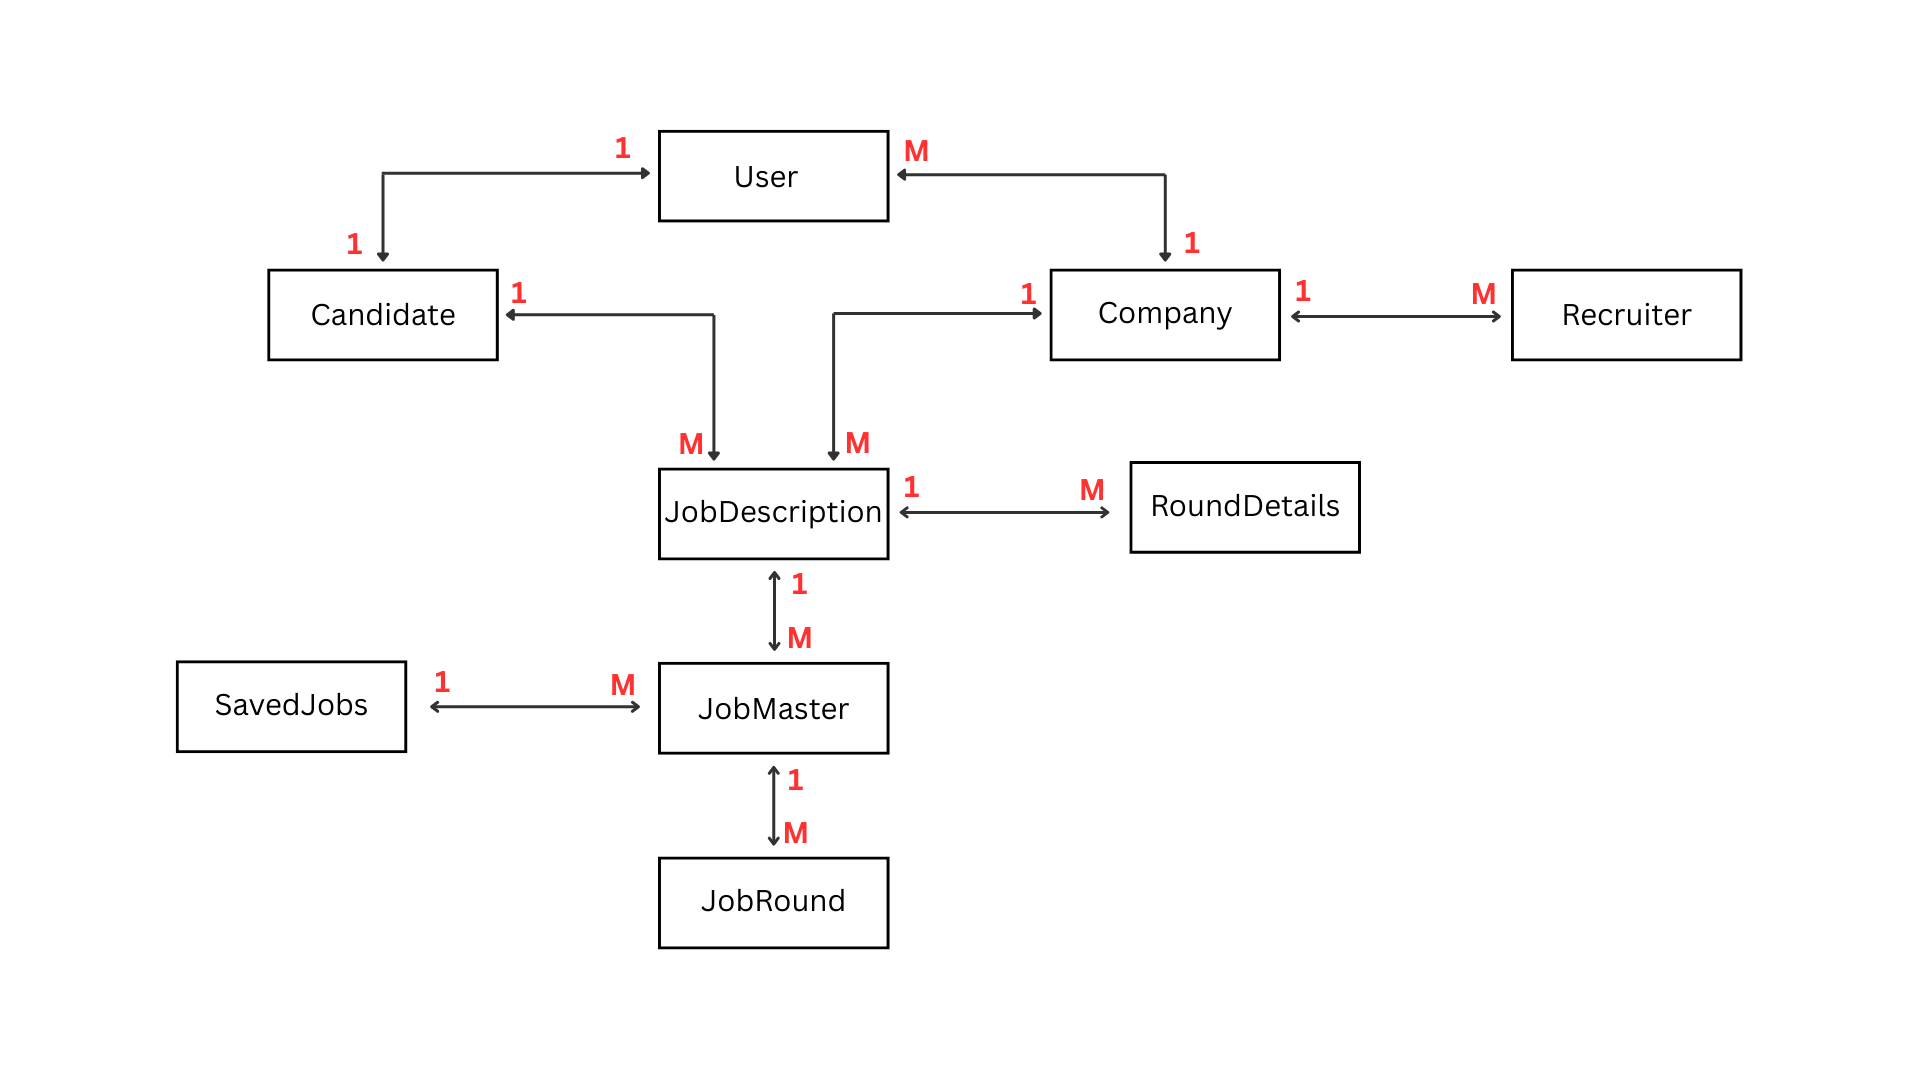 1
User
M
1
1
Candidate
1
1
Company
1
M
Recruiter
M
M
JobDescription
1
M
RoundDetails
1
M
SavedJobs
1
M
JobMaster
1
M
JobRound